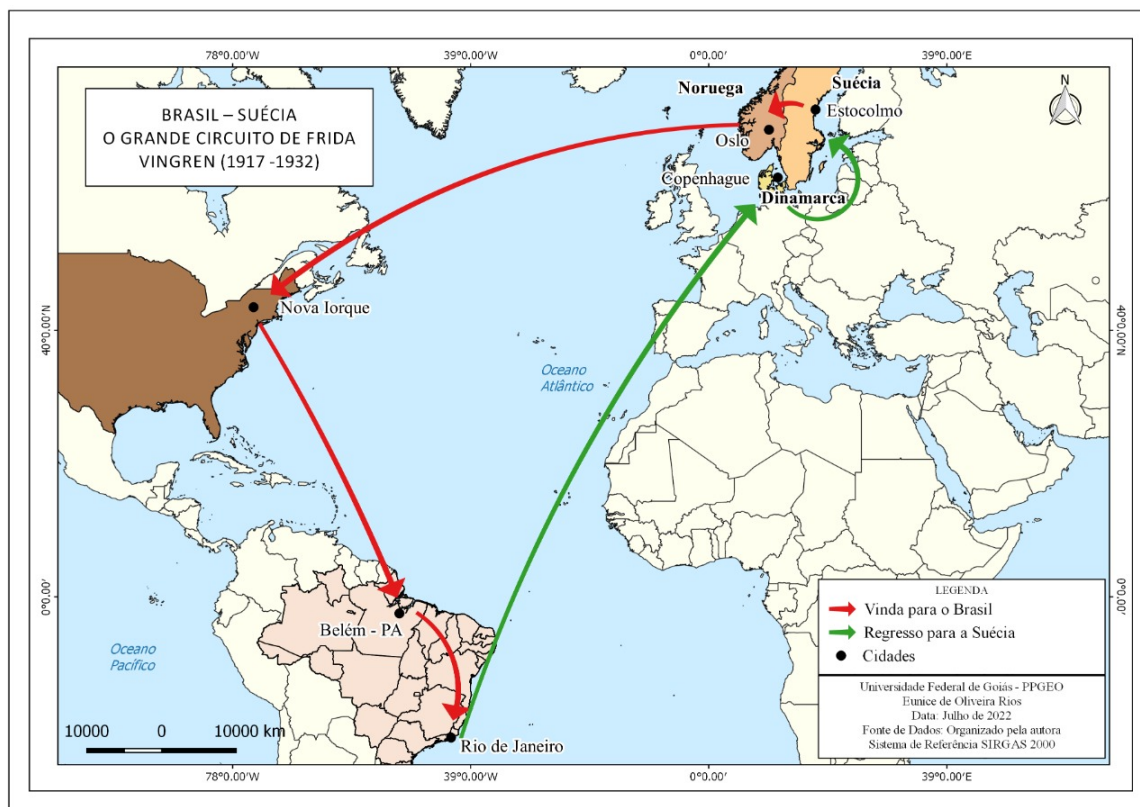 78°0.00′W
39°0.00′W
0°0.00′
39°0.00′E
BRASIL – SUÉCIA
O GRANDE CIRCUITO DE FRIDA
VINGREN (1917 -1932)
Noruega
Suécia
N
Estocolmo
Oslo
Copenhague
Dinamarca
Nova Iorque
40°0.00′N
40°0.00′N
Oceano
Atlântico
0°0.00′
0°0.00′
Belém - PA
Oceano
Pacífico
Rio de Janeiro
10000 0 10000 km
LEGENDA
Vinda para o Brasil
Regresso para a Suécia
Cidades
Universidade Federal de Goiás - PPGEO
Eunice de Oliveira Rios
Data: Julho de 2022
Fonte de Dados: Organizado pela autora
Sistema de Referência SIRGAS 2000
78°0.00′W
39°0.00′W
0°0.00′
39°0.00′E